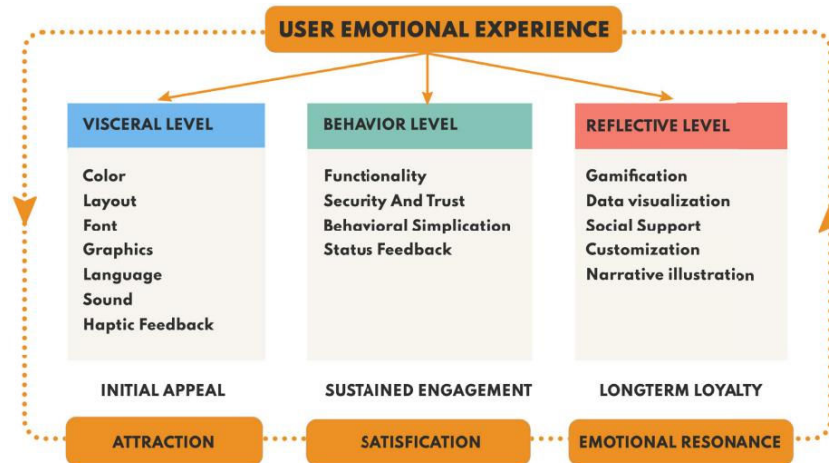 USER EMOTIONAL EXPERIENCE
VISCERAL LEVEL
Color
Layout
Font
Graphics
Language
Sound
Haptic Feedback
INITIAL APPEAL
ATTRACTION
BEHAVIOR LEVEL
Functionality
Security And Trust
Behavioral Simplication
Status Feedback
SUSTAINED ENGAGEMENT
SATISFICATION
REFLECTIVE LEVEL
Gamification
Data visualization
Social Support
Customization
Narrative illustration
LONGTERM LOYALTY
EMOTIONAL RESONANCE